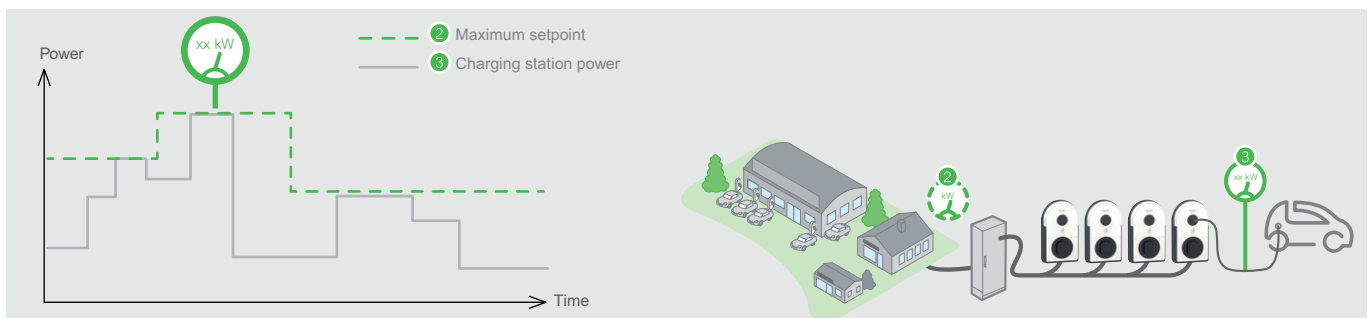 Power
xx kW
2 Maximum setpoint
3 Charging station power
Time
2
kW
3
xx kW